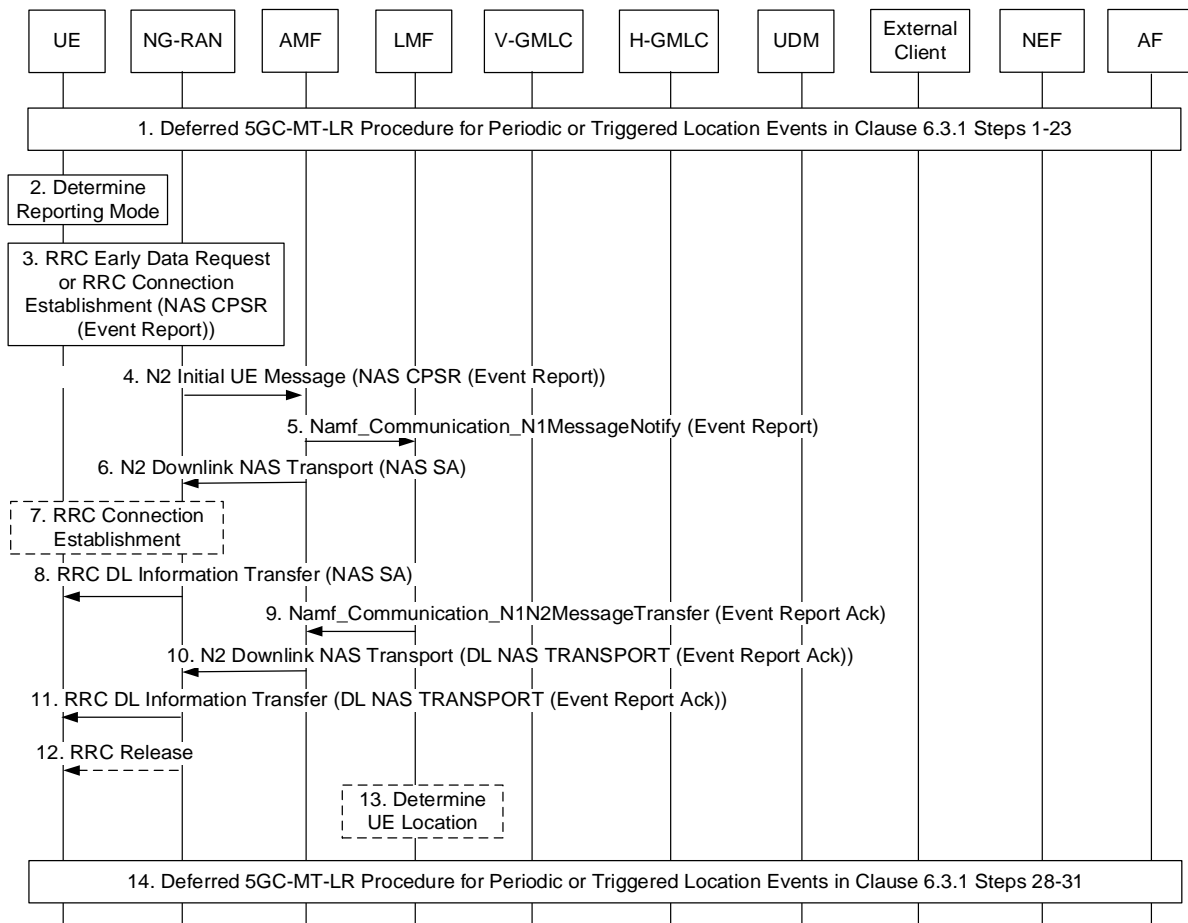 UE
NG-RAN
AMF
LMF
V-GMLC
H-GMLC
UDM
External
Client
NEF
AF
1. Deferred 5GC-MT-LR Procedure for Periodic or Triggered Location Events in Clause 6.3.1 Steps 1-23
2. Determine
Reporting Mode
3. RRC Early Data Request
or RRC Connection
Establishment (NAS CPSR
(Event Report))
4. N2 Initial UE Message (NAS CPSR (Event Report))
5. Namf_Communication_N1MessageNotify (Event Report)
6. N2 Downlink NAS Transport (NAS SA)
7. RRC Connection
Establishment
8. RRC DL Information Transfer (NAS SA)
9. Namf_Communication_N1N2MessageTransfer (Event Report Ack)
10. N2 Downlink NAS Transport (DL NAS TRANSPORT (Event Report Ack))
11. RRC DL Information Transfer (DL NAS TRANSPORT (Event Report Ack))
12. RRC Release
13. Determine
UE Location
14. Deferred 5GC-MT-LR Procedure for Periodic or Triggered Location Events in Clause 6.3.1 Steps 28-31